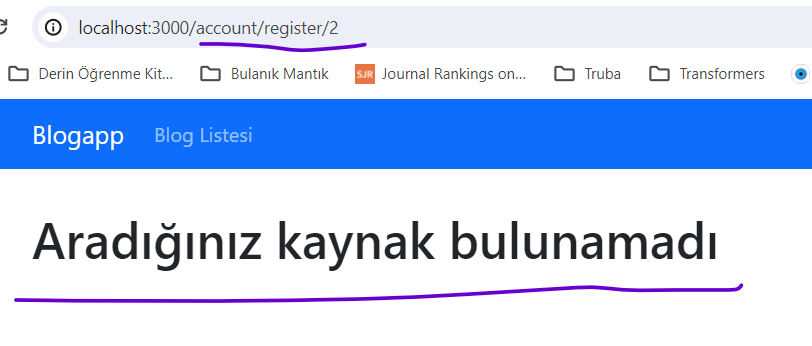 localhost:3000/account/register/2
Derin Öğrenme Kit... Bulanık Mantık SJR Journal Rankings on... Truba Transformers
Blogapp Blog Listesi
Aradığınız kaynak bulunamadı